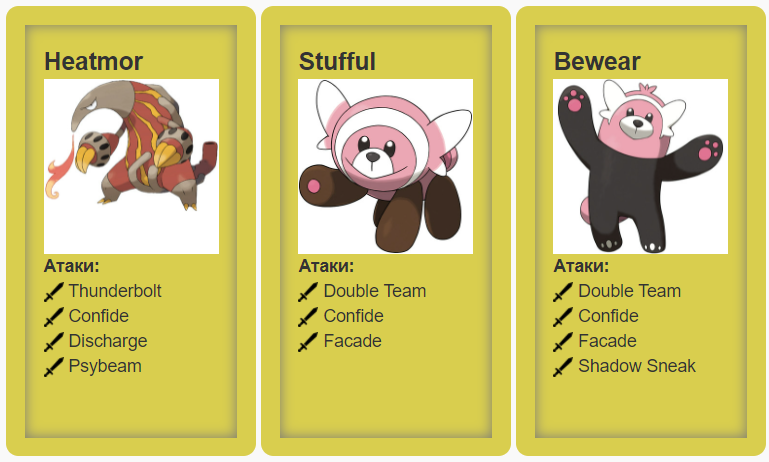 Heatmor
Атаки:
Thunderbolt
Confide
Discharge
Psybeam
Stufful
Атаки:
Double Team
Confide
Facade
Bewear
Атаки:
Double Team
Confide
Facade
Shadow Sneak